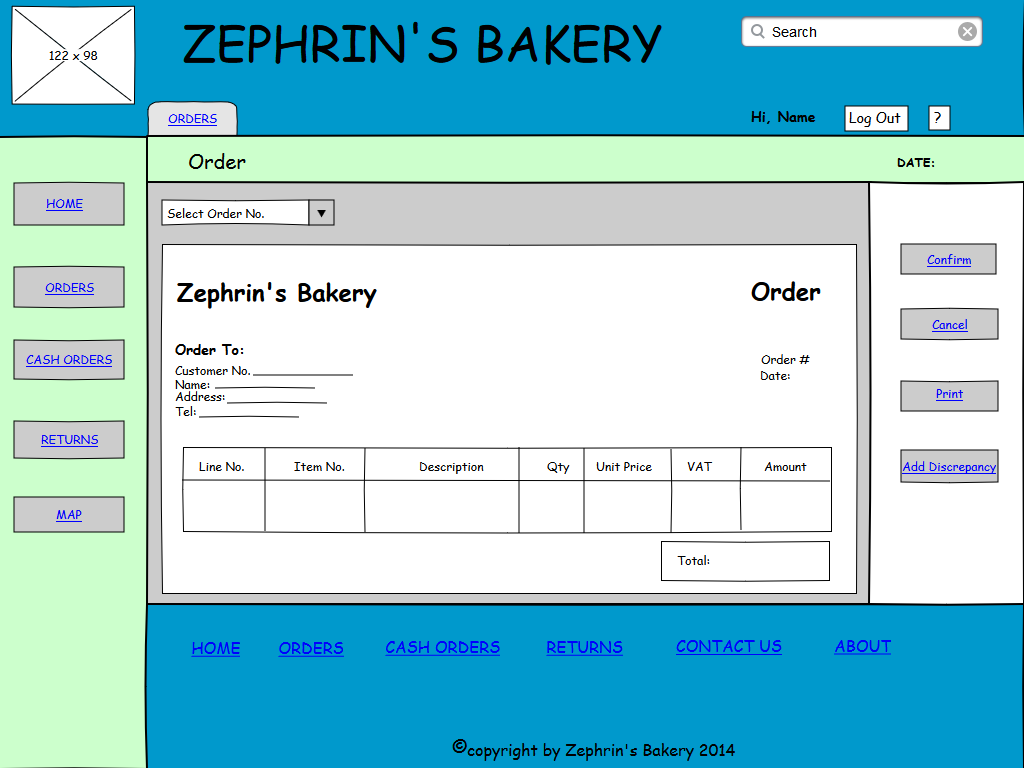 122 x 98
ZEPHRIN'S BAKERY
Search
ORDERS
Hi, Name
Log Out
?
Order
DATE:
HOME
ORDERS
CASH ORDERS
RETURNS
MAP
Select Order No.
Zephrin's Bakery
Order
Order To:
Customer No.
Name:
Address:
Tel:
Order #
Date:
Line No. Item No. Description Qty Unit Price VAT Amount
Total:
Confirm
Cancel
Print
Add Discrepancy
HOME ORDERS CASH ORDERS RETURNS CONTACT US ABOUT
©copyright by Zephrin's Bakery 2014